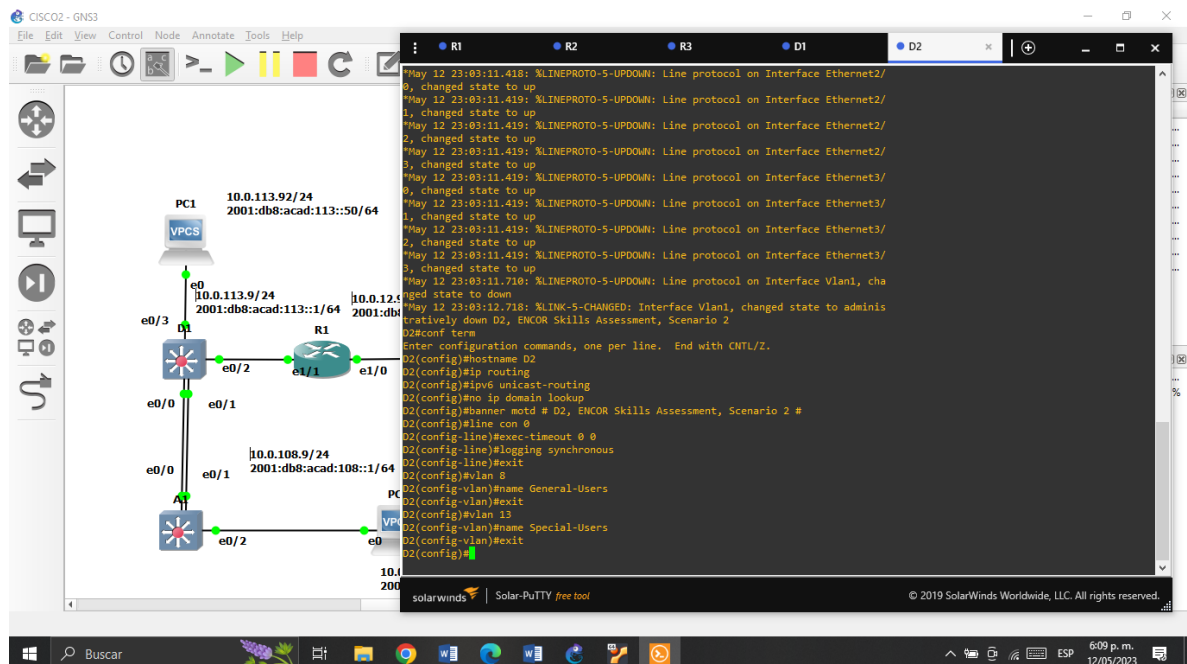 CISCO2 - GNS3
File Edit View Control Node Annotate Tools Help
R1
R2
R3
D1
D2
*May 12 23:03:11.418: %LINEPROTO-5-UPDOWN: Line protocol on Interface Ethernet2/
0, changed state to up
*May 12 23:03:11.419: %LINEPROTO-5-UPDOWN: Line protocol on Interface Ethernet2/
1, changed state to up
*May 12 23:03:11.419: %LINEPROTO-5-UPDOWN: Line protocol on Interface Ethernet2/
2, changed state to up
*May 12 23:03:11.419: %LINEPROTO-5-UPDOWN: Line protocol on Interface Ethernet2/
3, changed state to up
*May 12 23:03:11.419: %LINEPROTO-5-UPDOWN: Line protocol on Interface Ethernet3/
0, changed state to up
*May 12 23:03:11.419: %LINEPROTO-5-UPDOWN: Line protocol on Interface Ethernet3/
1, changed state to up
*May 12 23:03:11.419: %LINEPROTO-5-UPDOWN: Line protocol on Interface Ethernet3/
2, changed state to up
*May 12 23:03:11.419: %LINEPROTO-5-UPDOWN: Line protocol on Interface Ethernet3/
3, changed state to up
*May 12 23:03:11.710: %LINEPROTO-5-UPDOWN: Line protocol on Interface Vlan1, cha
nged state to down
*May 12 23:03:12.718: %LINK-5-CHANGED: Interface Vlan1, changed state to adminis
tratively down D2, ENCOR Skills Assessment, Scenario 2
D2#conf term
Enter configuration commands, one per line. End with CNTL/Z.
D2(config)#hostname D2
D2(config)#ip routing
D2(config)#ipv6 unicast-routing
D2(config)#no ip domain lookup
D2(config)#banner motd # D2, ENCOR Skills Assessment, Scenario 2 #
D2(config)#line con 0
D2(config-line)#exec-timeout 0 0
D2(config-line)#logging synchronous
D2(config-line)#exit
D2(config)#vlan 8
D2(config-vlan)#name General-Users
D2(config-vlan)#exit
D2(config)#vlan 13
D2(config-vlan)#name Special-Users
D2(config-vlan)#exit
D2(config)#
solarwinds Solar-PuTTY free tool
© 2019 SolarWinds Worldwide, LLC. All rights reserved.
PC1
10.0.113.92/24
2001:db8:acad:113::50/64
VPCS
e0
10.0.113.9/24
2001:db8:acad:113::1/64
10.0.12.9
2001:db
e0/3
D1
R1
e0/2
e1/1
e1/0
e0/0
e0/1
10.0.108.9/24
2001:db8:acad:108::1/64
e0/0
e0/1
A1
PC
VPC
e0/2
e0
10.0
200
%
Buscar
ESP
6:09 p. m.
12/05/2023